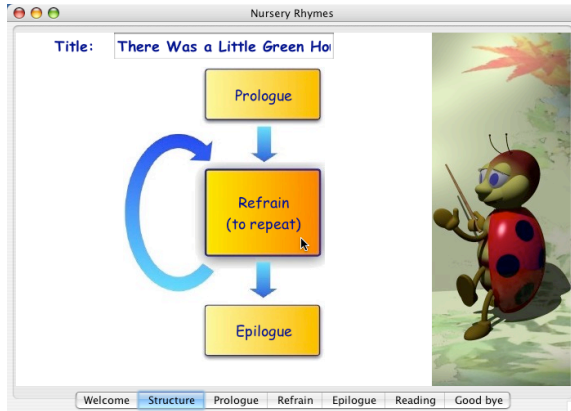 Nursery Rhymes
Title: There Was a Little Green
Prologue
Refrain
(to repeat)
Epilogue
Welcome Structure Prologue Refrain Epilogue Reading Good bye